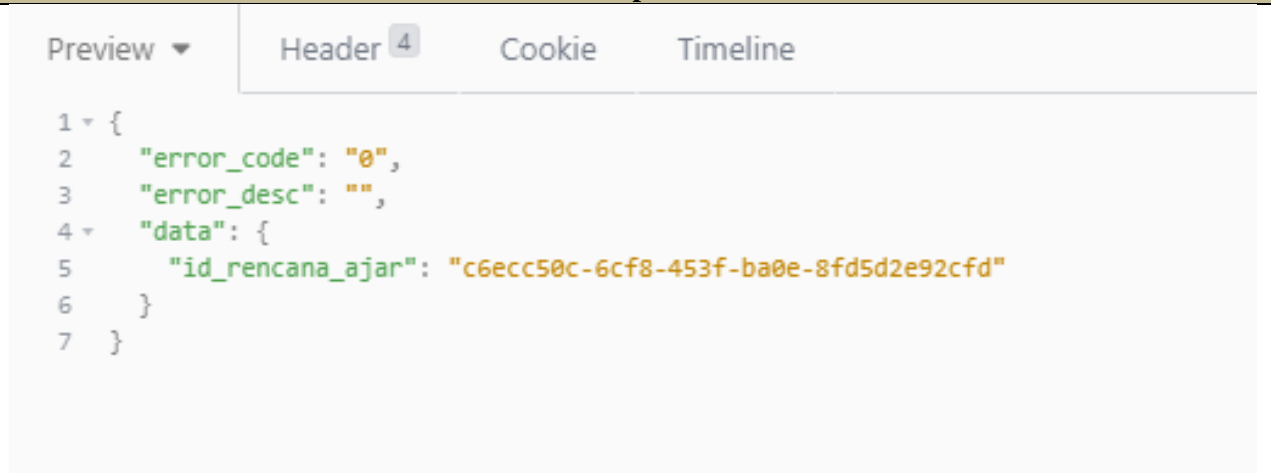 Preview Header 4 Cookie Timeline
1 {
2 "error_code": "0",
3 "error_desc": "",
4 "data": {
5 "id_rencana_ajar": "c6ecc50c-6cf8-453f-ba0e-8fd5d2e92cfd"
6 }
7 }